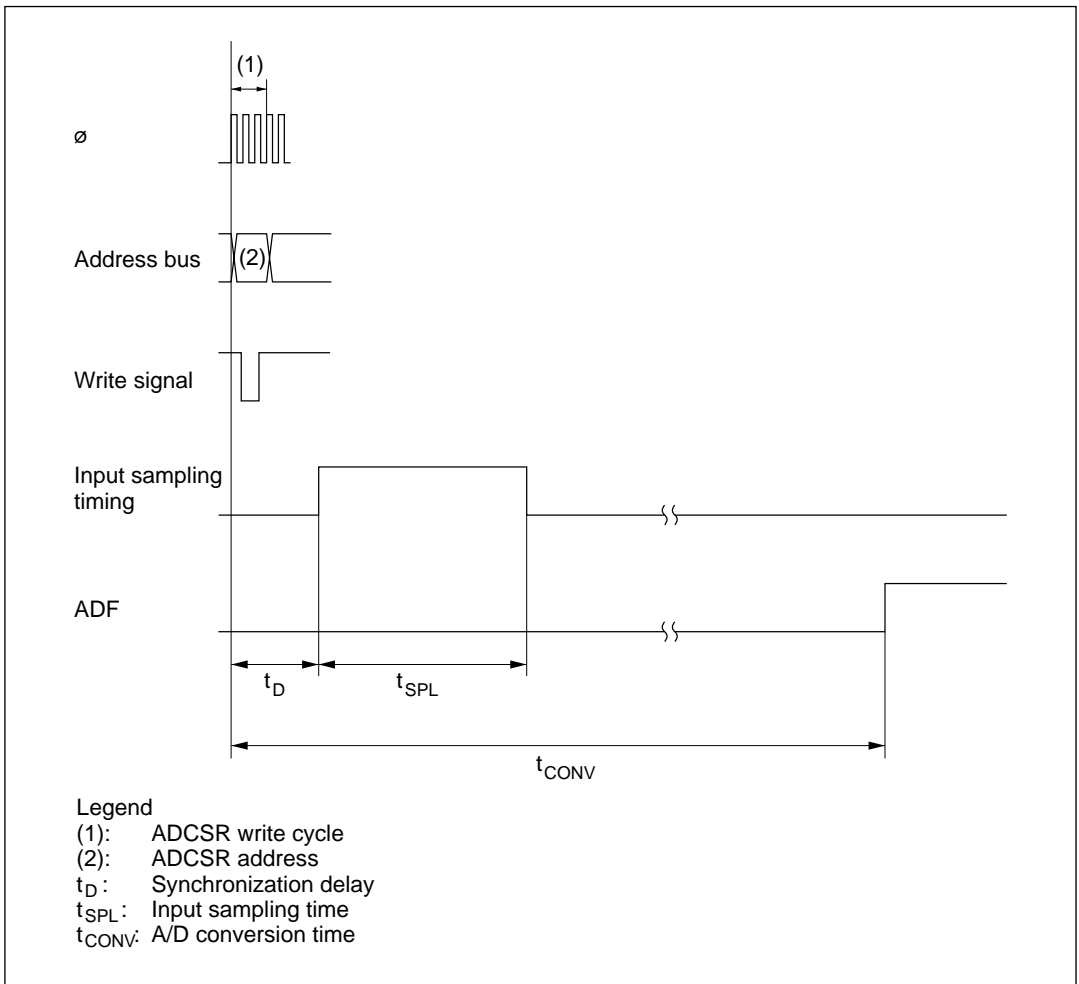 (1)
ø
Address bus
(2)
Write signal
Input sampling
timing
ADF
tD
tSPL
tCONV
Legend
(1): ADCSR write cycle
(2): ADCSR address
tD : Synchronization delay
tSPL : Input sampling time
tCONV: A/D conversion time